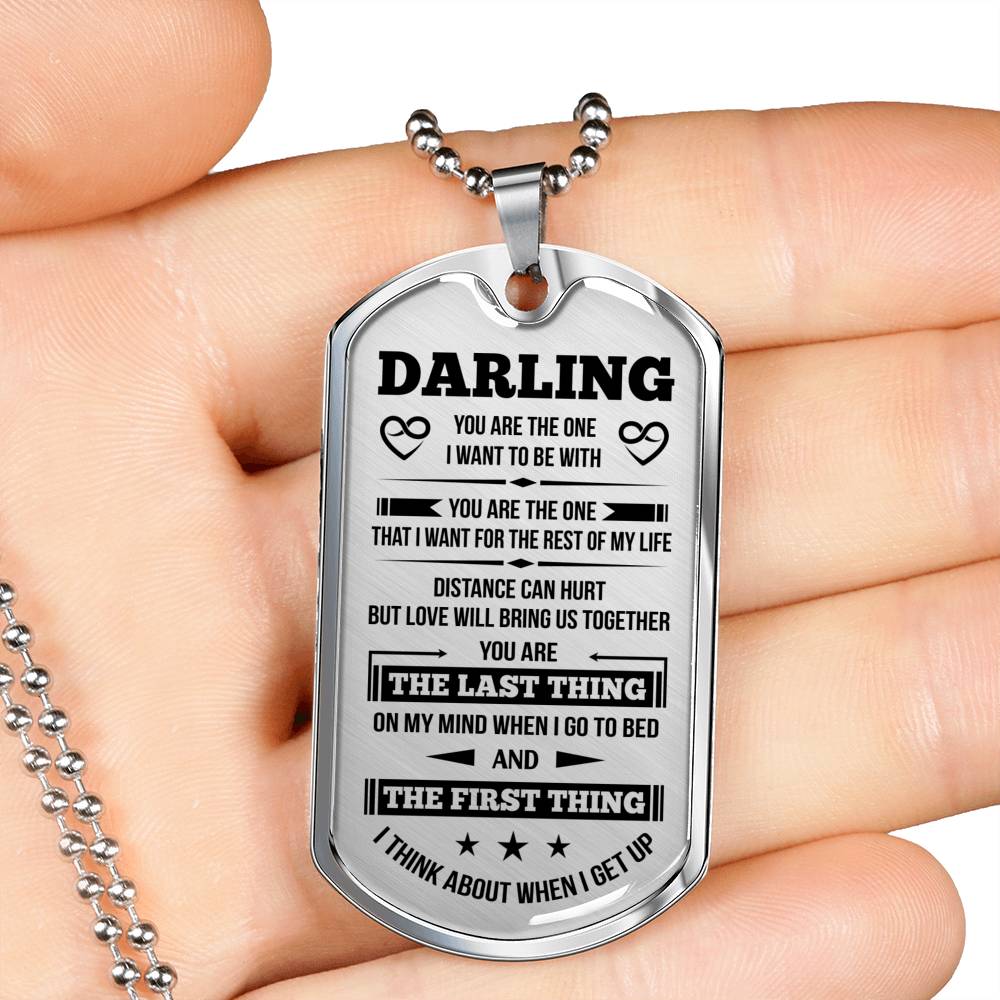 DARLING
YOU ARE THE ONE
I WANT TO BE WITH
YOU ARE THE ONE
THAT I WANT FOR THE REST OF MY LIFE
DISTANCE CAN HURT
BUT LOVE WILL BRING US TOGETHER
YOU ARE
THE LAST THING
ON MY MIND WHEN I GO TO BED
AND
THE FIRST THING
I THINK ABOUT WHEN I GET UP